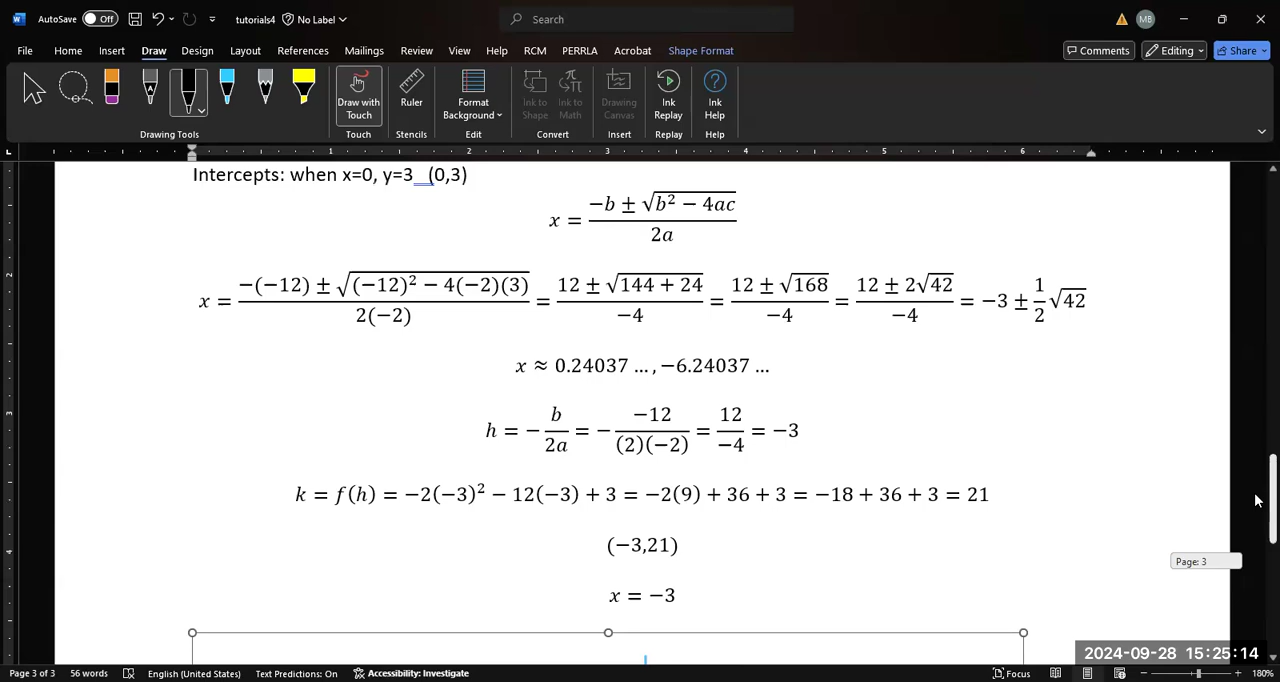 AutoSave Off tutorials4 No Label Search MB
File Home Insert Draw Design Layout References Mailings Review View Help RCM PERRLA Acrobat Shape Format Comments Editing Share
Draw with Touch Ruler Format Background Ink to Shape Ink to Math Drawing Canvas Ink Replay Ink Help
Drawing Tools Touch Stencils Edit Convert Insert Replay Help
L 1 2 3 4 5 6
Intercepts: when x=0, y=3 (0,3)
x = (-b ± √(b² − 4ac)) / 2a
x = (−(−12) ± √((−12)² − 4(−2)(3))) / 2(−2) = (12 ± √(144 + 24)) / −4 = (12 ± √168) / −4 = (12 ± 2√42) / −4 = −3 ± 1/2 √42
x ≈ 0.24037 … , −6.24037 …
h = − b/2a = − −12/((2)(−2)) = 12/−4 = −3
k = f(h) = −2(−3)² − 12(−3) + 3 = −2(9) + 36 + 3 = −18 + 36 + 3 = 21
(−3,21)
Page: 3
x = −3
2024-09-28 15:25:14
Page 3 of 3 56 words English (United States) Text Predictions: On Accessibility: Investigate Focus 180%